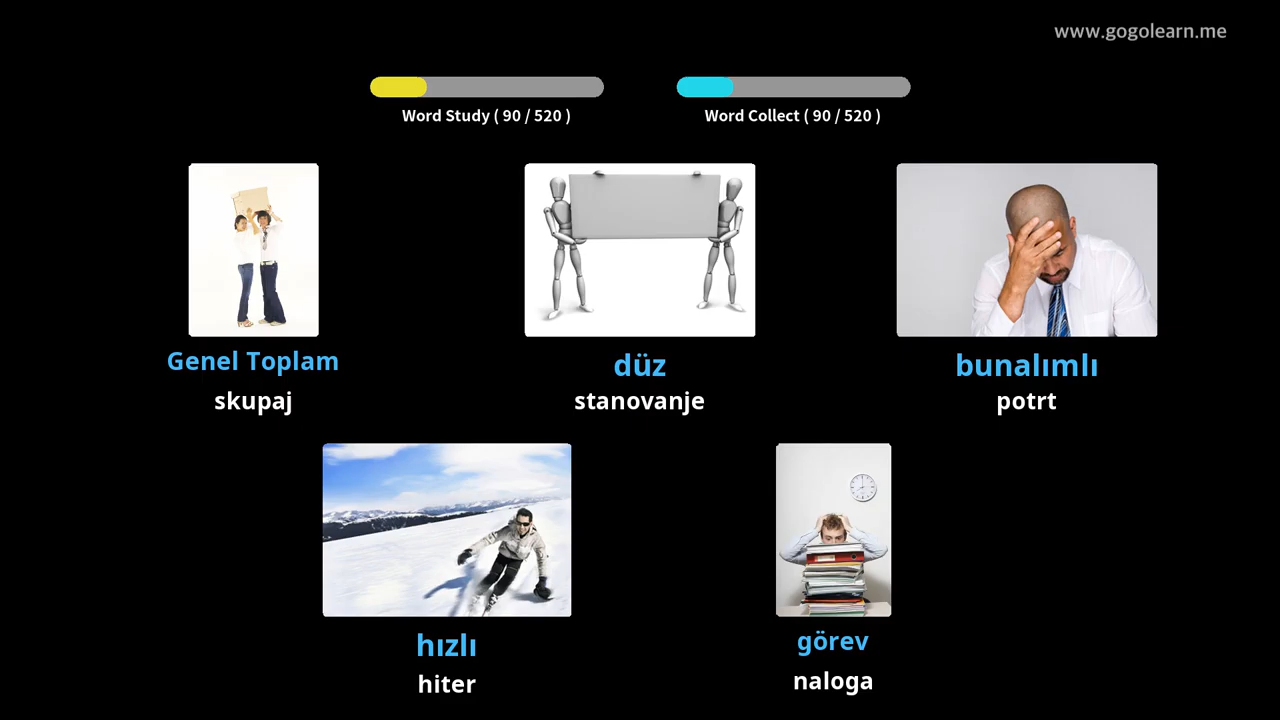 www.gogolearn.me
Word Study ( 90 / 520 )
Word Collect ( 90 / 520 )
Genel Toplam
skupaj
düz
stanovanje
bunalımlı
potrt
hızlı
hiter
görev
naloga